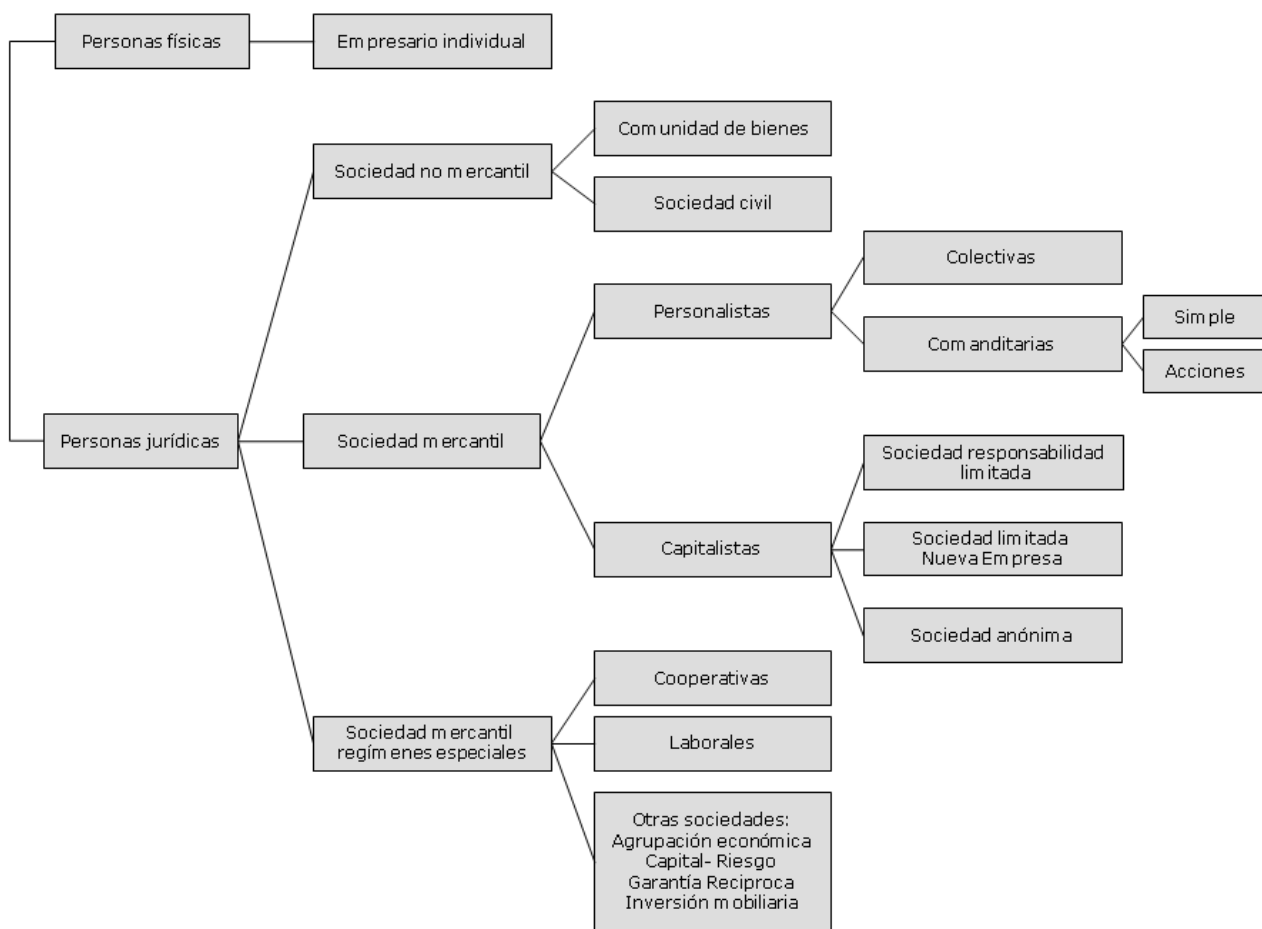 Personas físicas
Empresario individual
Comunidad de bienes
Sociedad no mercantil
Sociedad civil
Colectivas
Personalistas
Simple
Comanditarias
Acciones
Personas jurídicas
Sociedad mercantil
Sociedad responsabilidad
limitada
Capitalistas
Sociedad limitada
Nueva Empresa
Sociedad anónima
Cooperativas
Sociedad mercantil
regímenes especiales
Laborales
Otras sociedades:
Agrupación económica
Capital- Riesgo
Garantía Reciproca
Inversión mobiliaria